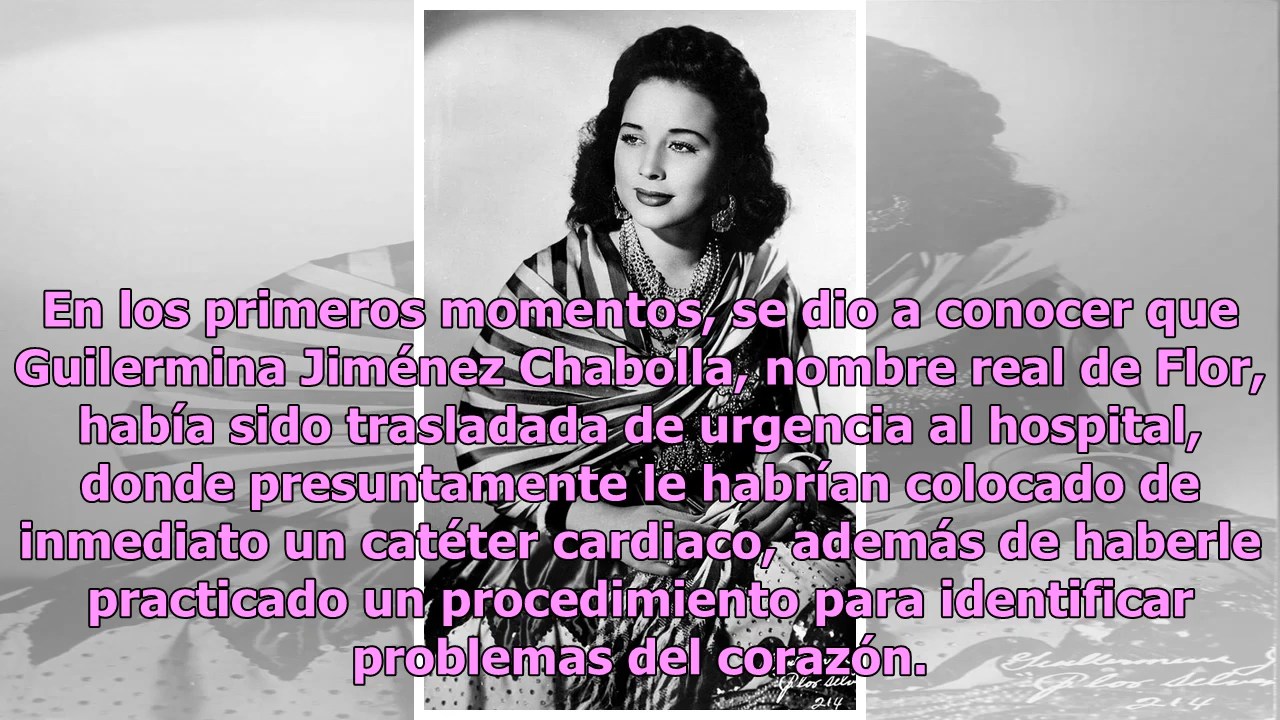 En los primeros momentos, se dio a conocer que
Guilermina Jiménez Chabolla, nombre real de Flor,
había sido trasladada de urgencia al hospital,
donde presuntamente le habrían colocado de
inmediato un catéter cardiaco, además de haberle
practicado un procedimiento para identificar
problemas del corazón.
214
214